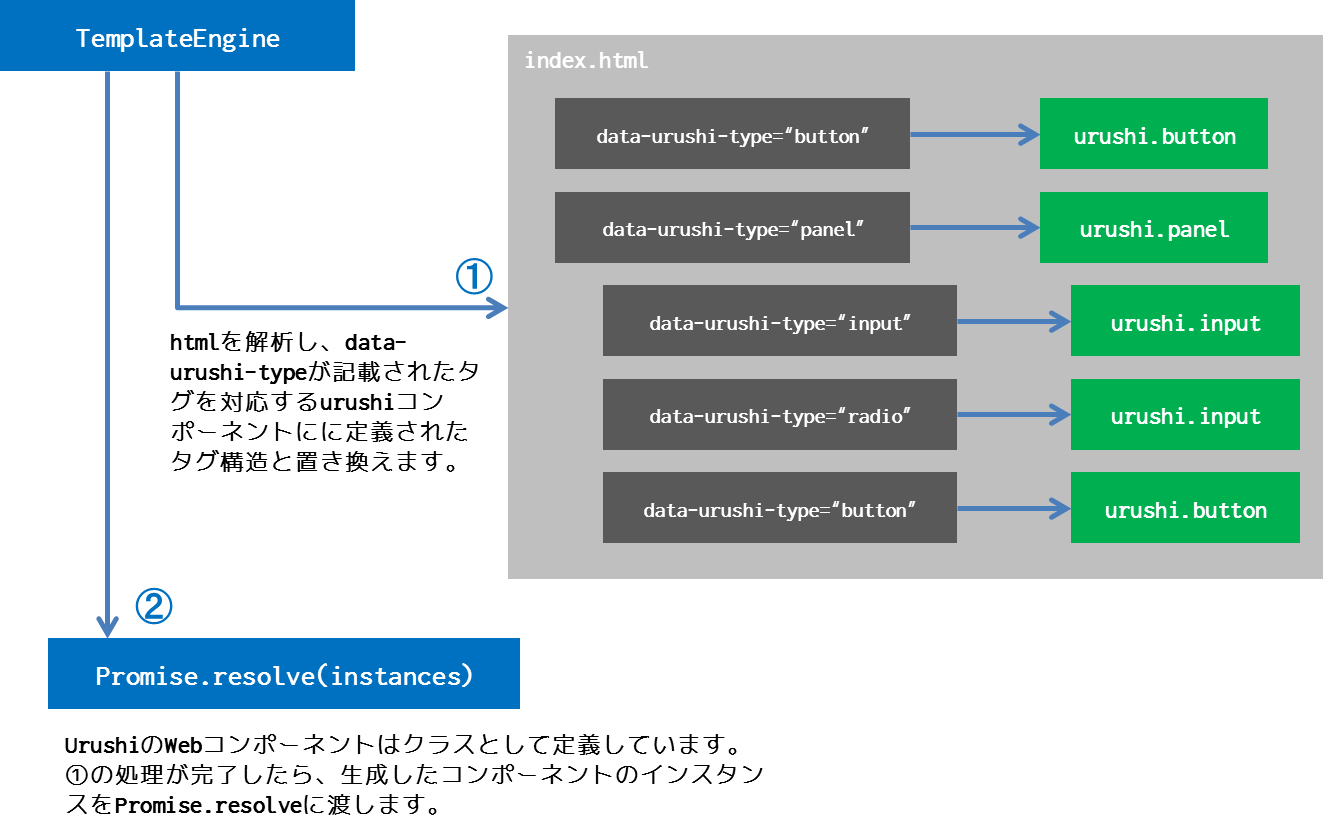 TemplateEngine
index.html
data-urushi-type=“button”
urushi.button
data-urushi-type=“panel”
urushi.panel
①
data-urushi-type=“input”
urushi.input
htmlを解析し、data-
urushi-typeが記載されたタ
グを対応するurushiコン
ポーネントにに定義された
タグ構造と置き換えます。
data-urushi-type=“radio”
urushi.input
data-urushi-type=“button”
urushi.button
②
Promise.resolve(instances)
UrushiのWebコンポーネントはクラスとして定義しています。
①の処理が完了したら、生成したコンポーネントのインスタン
スをPromise.resolveに渡します。